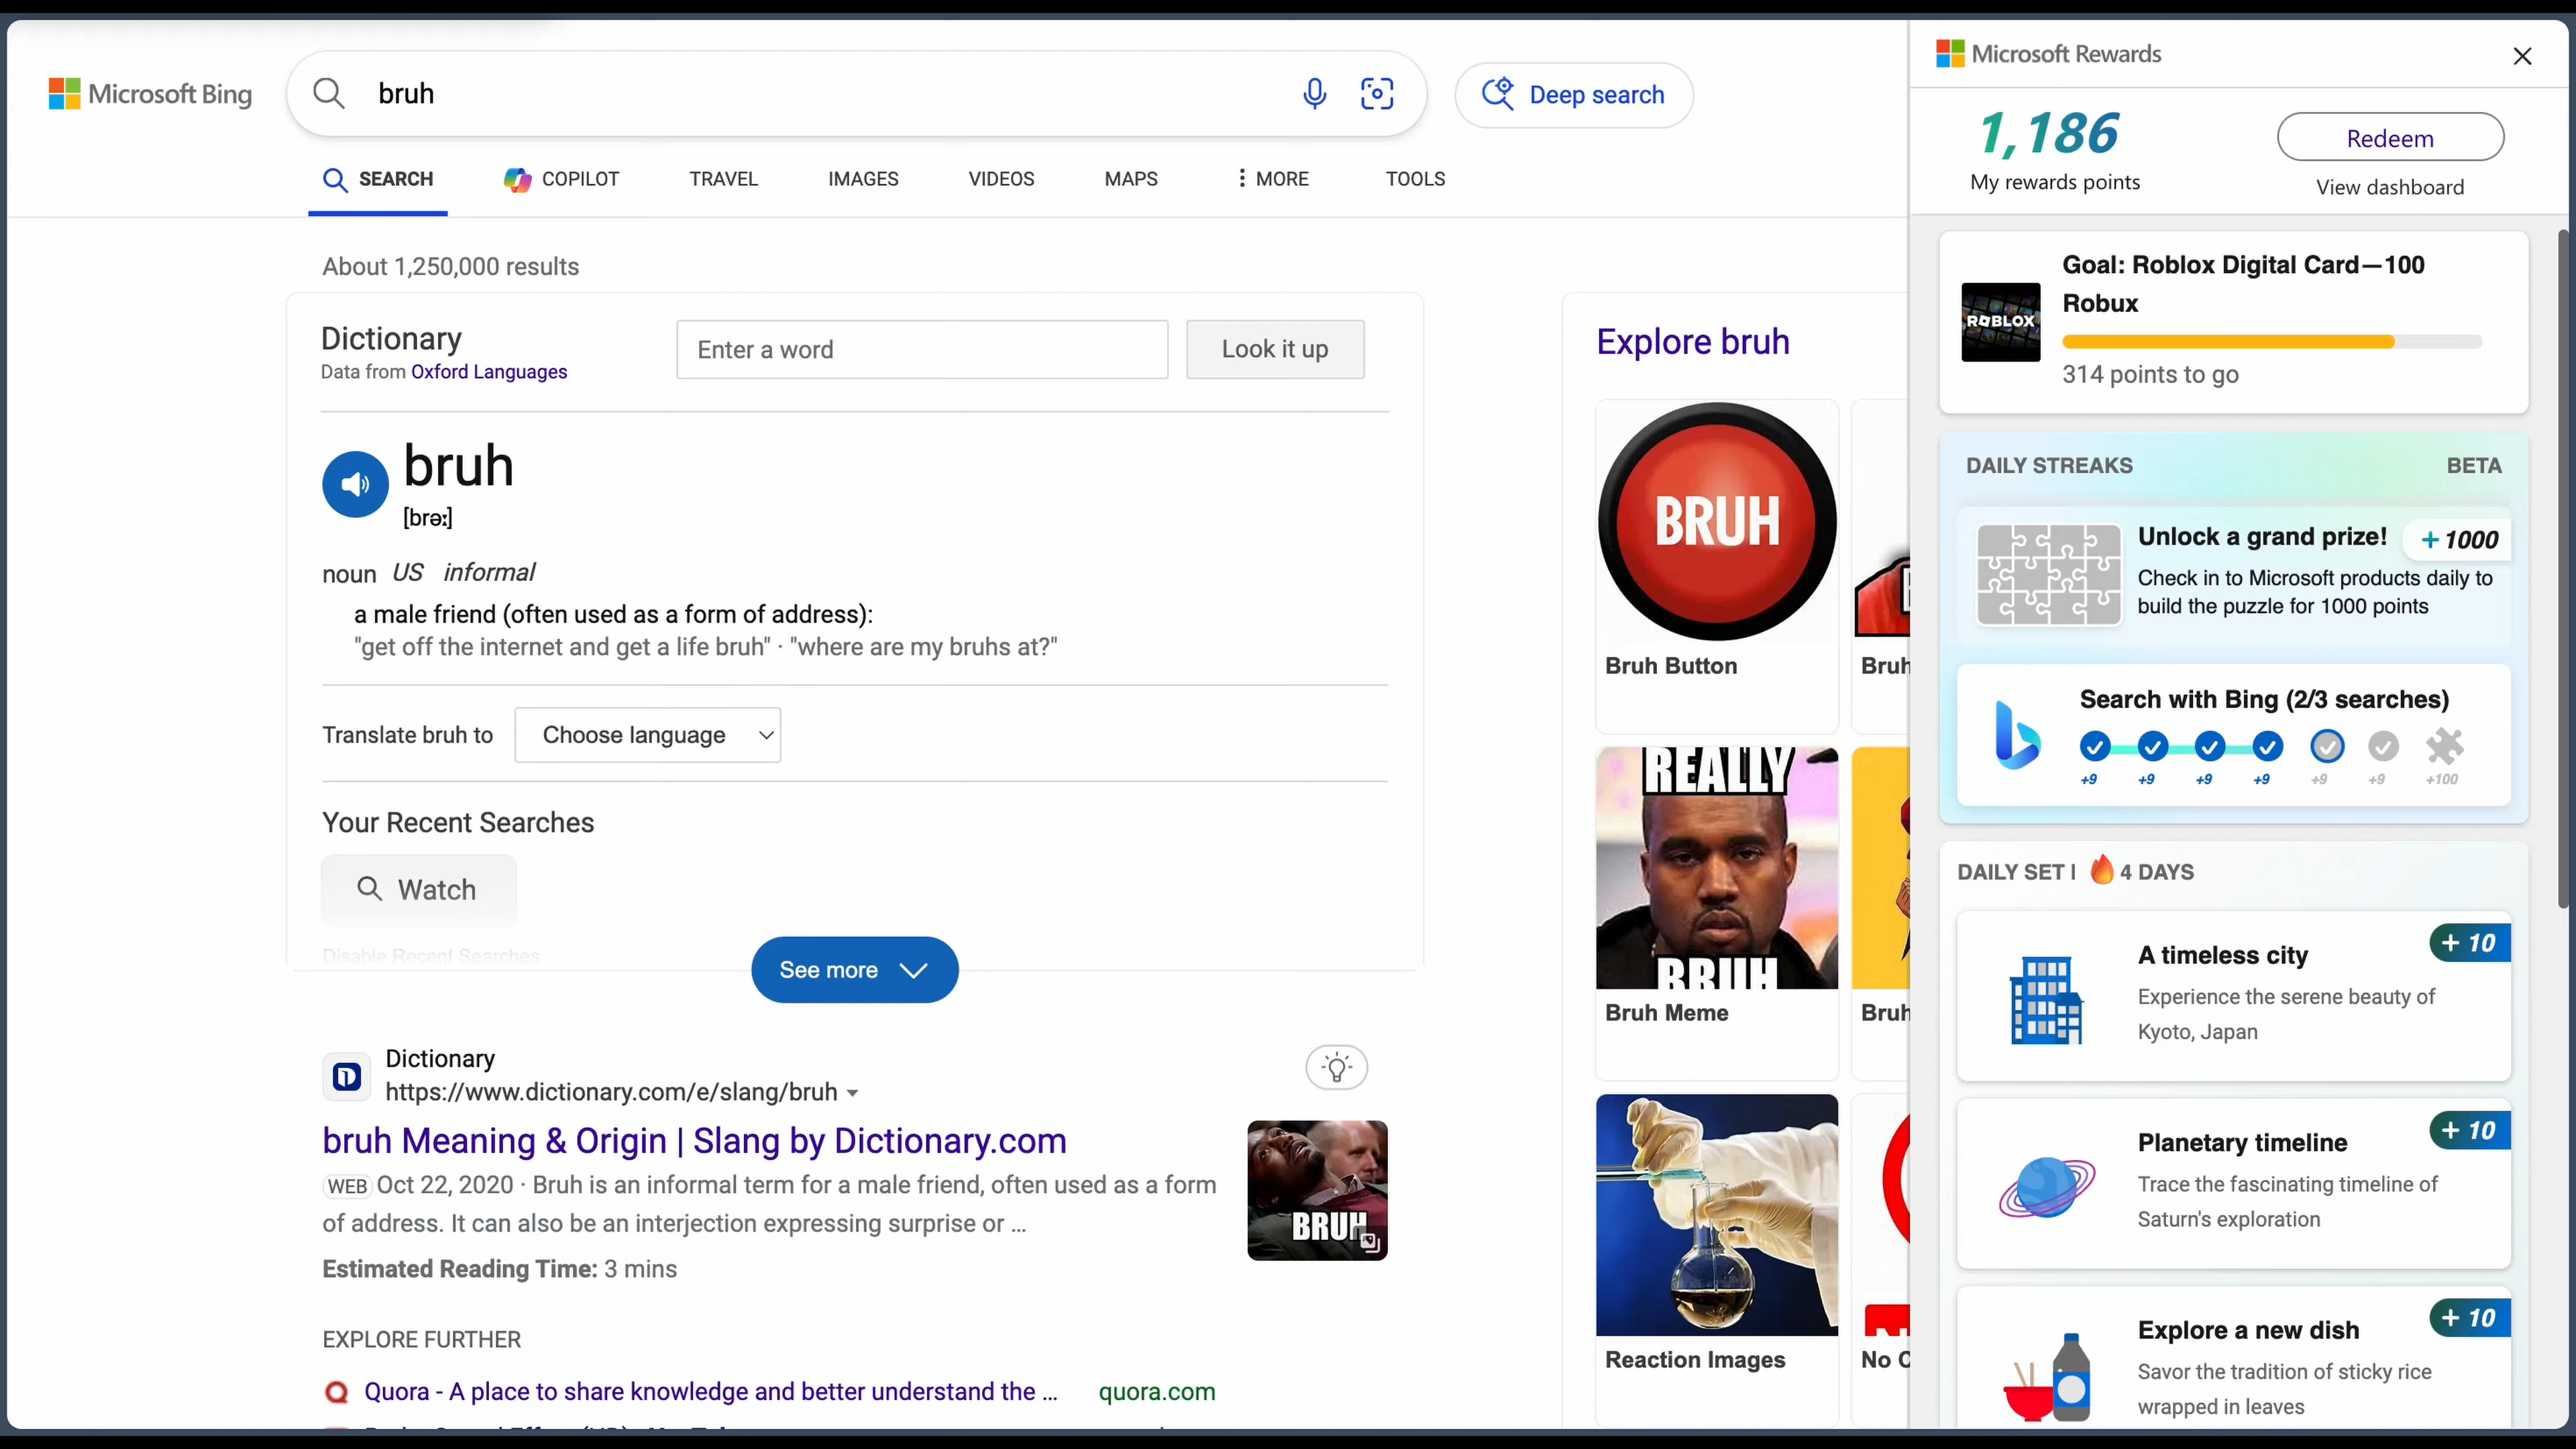 Microsoft Bing
bruh
Deep search
SEARCH
COPILOT
TRAVEL
IMAGES
VIDEOS
MAPS
MORE
TOOLS
About 1,250,000 results
Dictionary
Data from Oxford Languages
Enter a word
Look it up
bruh
[brəː]
noun US informal
a male friend (often used as a form of address):
"get off the internet and get a life bruh" · "where are my bruhs at?"
Translate bruh to
Choose language
Your Recent Searches
Watch
Disable Recent Searches
See more
Dictionary
https://www.dictionary.com/e/slang/bruh
bruh Meaning & Origin | Slang by Dictionary.com
WEB Oct 22, 2020 · Bruh is an informal term for a male friend, often used as a form
of address. It can also be an interjection expressing surprise or ...
Estimated Reading Time: 3 mins
BRUH
EXPLORE FURTHER
Quora - A place to share knowledge and better understand the ...
quora.com
Explore bruh
BRUH
Bruh Button
Bruh
REALLY
BRUH
Bruh Meme
Bruh
Reaction Images
No
Microsoft Rewards
1,186
My rewards points
Redeem
View dashboard
ROBLOX
Goal: Roblox Digital Card—100
Robux
314 points to go
DAILY STREAKS
BETA
Unlock a grand prize!
+1000
Check in to Microsoft products daily to
build the puzzle for 1000 points
Search with Bing (2/3 searches)
+9 +9 +9 +9 +9 +9 +100
DAILY SET | 🔥 4 DAYS
A timeless city
+ 10
Experience the serene beauty of
Kyoto, Japan
Planetary timeline
+ 10
Trace the fascinating timeline of
Saturn's exploration
Explore a new dish
+ 10
Savor the tradition of sticky rice
wrapped in leaves